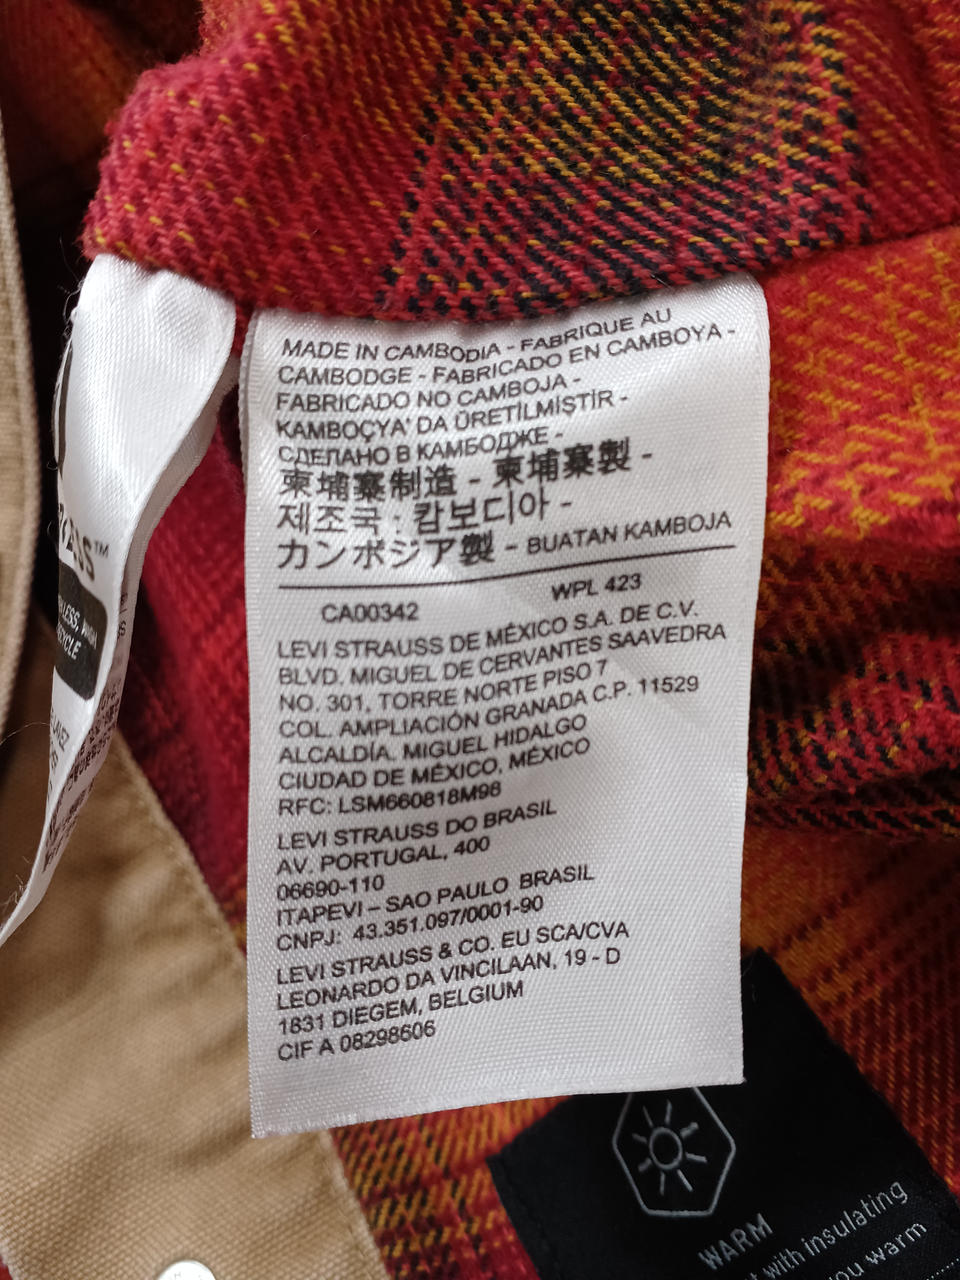 MADE IN CAMBODIA - FABRIQUE AU
CAMBODGE - FABRICADO EN CAMBOYA -
FABRICADO NO CAMBOJA -
KAMBOÇYA' DA ÜRETİLMİŞTİR -
СДЕЛАНО В КАМБОДЖЕ -
柬埔寨制造 - 柬埔寨製 -
제조국 : 캄보디아 -
カンボジア製 - BUATAN KAMBOJA
CA00342 WPL 423
LEVI STRAUSS DE MÉXICO S.A. DE C.V.
BLVD. MIGUEL DE CERVANTES SAAVEDRA
NO. 301, TORRE NORTE PISO 7
COL. AMPLIACIÓN GRANADA C.P. 11529
ALCALDÍA. MIGUEL HIDALGO
CIUDAD DE MÉXICO, MÉXICO
RFC: LSM660818M98
LEVI STRAUSS DO BRASIL
AV. PORTUGAL, 400
06690-110
ITAPEVI – SAO PAULO BRASIL
CNPJ: 43.351.097/0001-90
LEVI STRAUSS & CO. EU SCA/CVA
LEONARDO DA VINCILAAN, 19 - D
1831 DIEGEM, BELGIUM
CIF A 08298606
WARM
with insulating
you warm